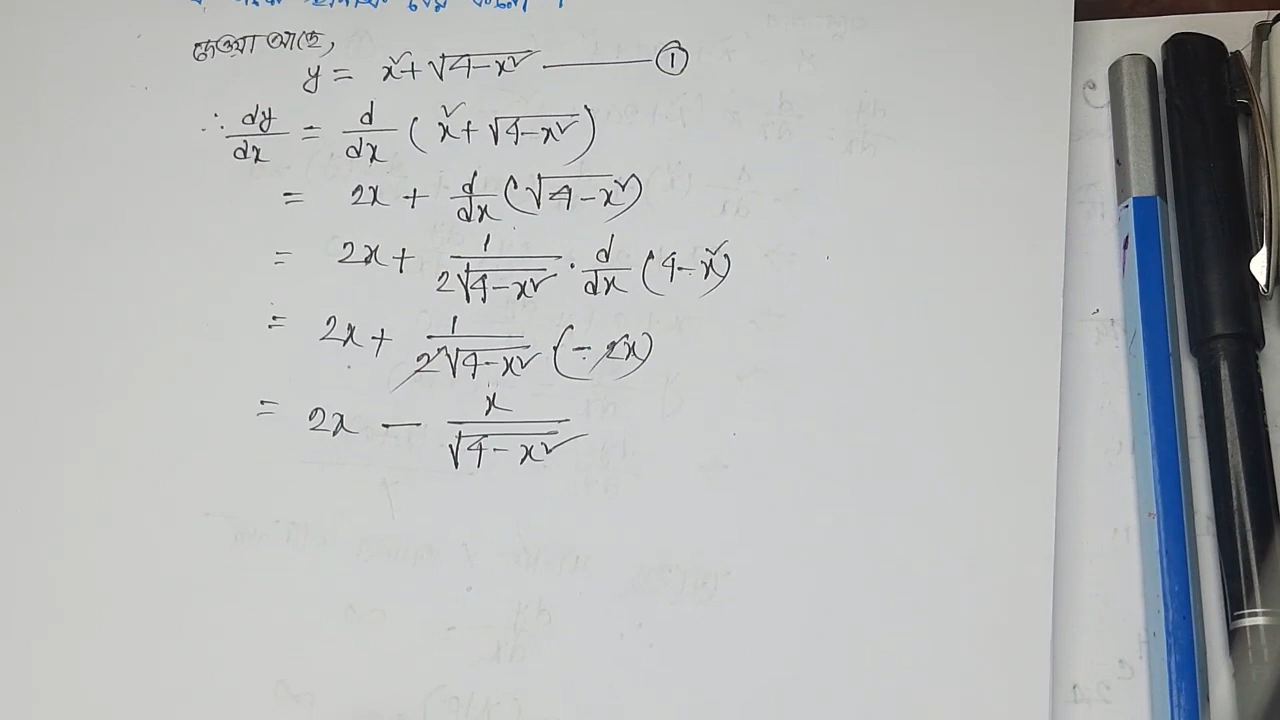 দেওয়া আছে,
y = x² + √(4-x²) ——— ①
∴ dy/dx = d/dx (x² + √(4-x²))
= 2x + d/dx (√(4-x²))
= 2x + 1/(2√(4-x²)) · d/dx (4-x²)
= 2x + 1/(2√(4-x²)) (-2x)
= 2x - x/√(4-x²)